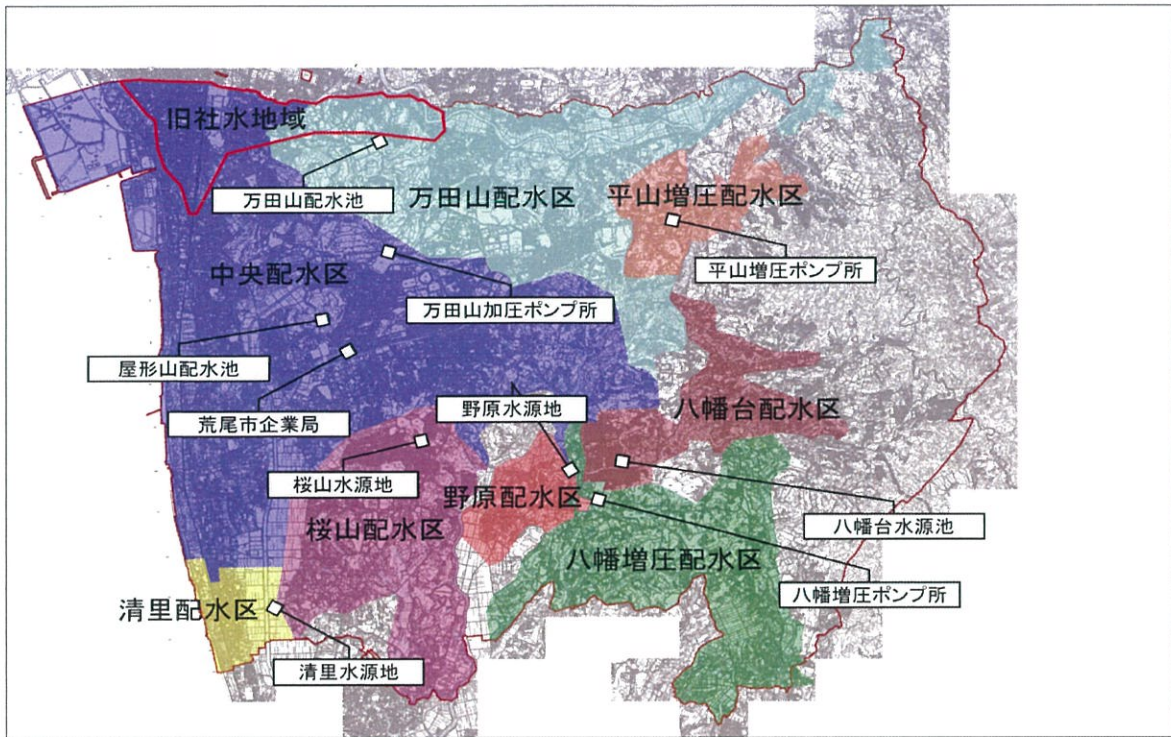 旧社水地域
万田山配水池
万田山配水区
平山増圧配水区
平山増圧ポンプ所
中央配水区
万田山加圧ポンプ所
屋形山配水池
荒尾市企業局
野原水源地
八幡台配水区
桜山水源地
野原配水区
八幡台水源池
桜山配水区
八幡増圧配水区
八幡増圧ポンプ所
清里配水区
清里水源地